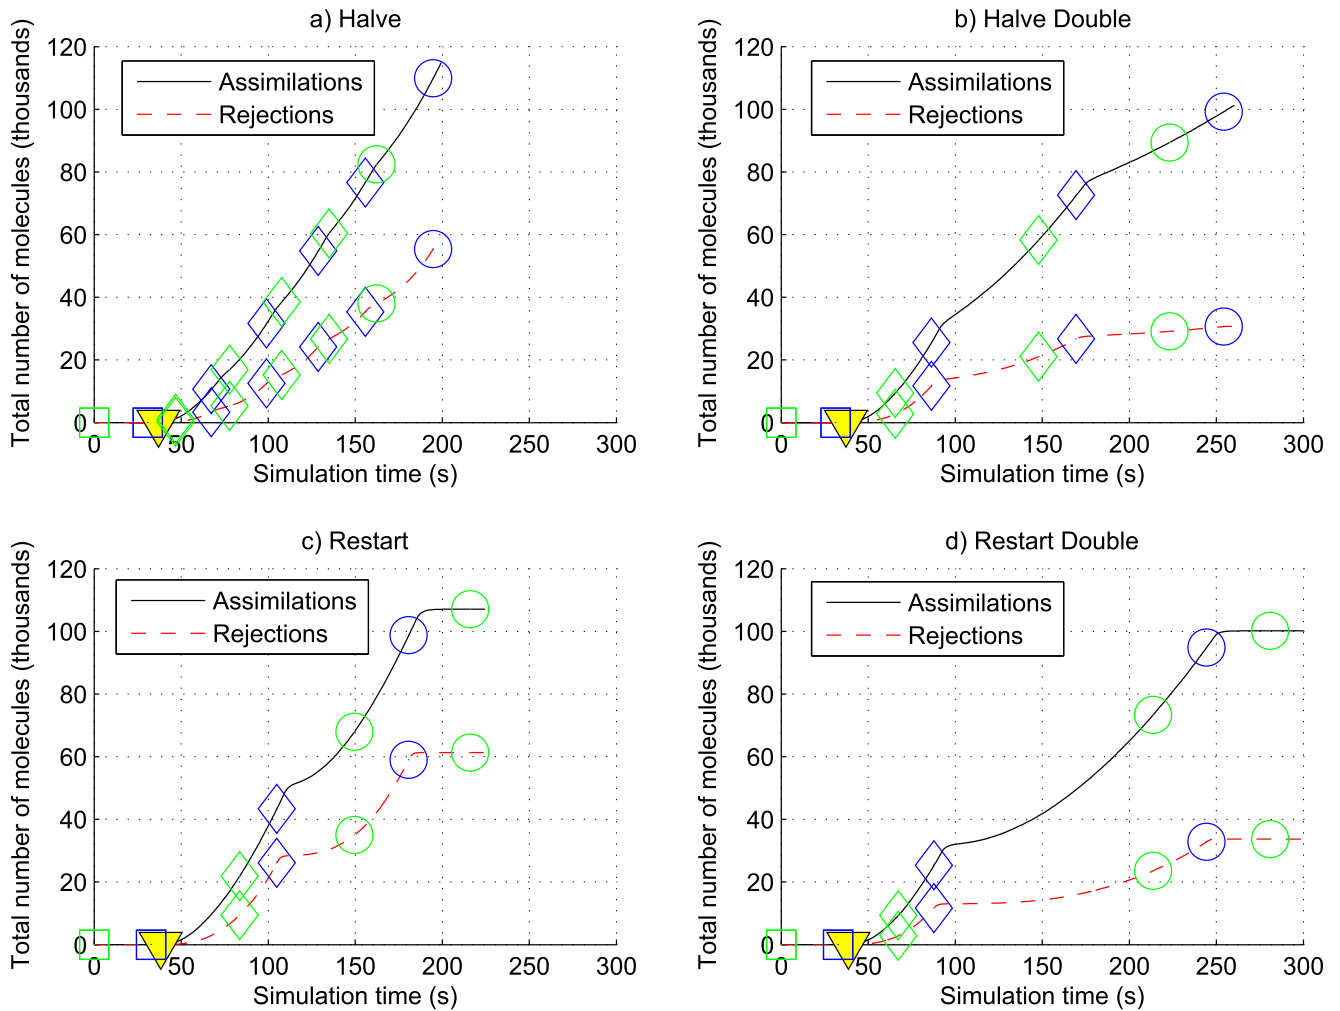 a) Halve
Total number of molecules (thousands)
120
100
80
60
40
20
0
Assimilations
Rejections
0 50 100 150 200 250 300
Simulation time (s)
b) Halve Double
Total number of molecules (thousands)
120
100
80
60
40
20
0
Assimilations
Rejections
0 50 100 150 200 250 300
Simulation time (s)
c) Restart
Total number of molecules (thousands)
120
100
80
60
40
20
0
Assimilations
Rejections
0 50 100 150 200 250 300
Simulation time (s)
d) Restart Double
Total number of molecules (thousands)
120
100
80
60
40
20
0
Assimilations
Rejections
0 50 100 150 200 250 300
Simulation time (s)